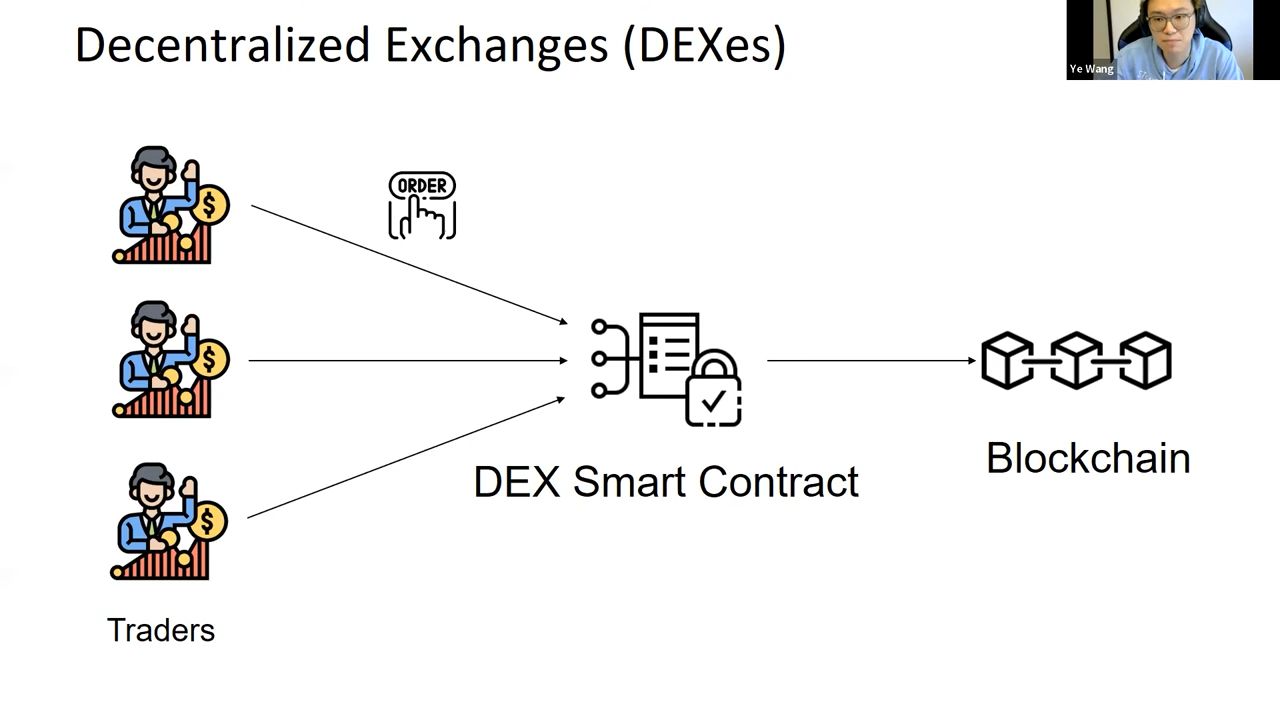 Decentralized Exchanges (DEXes)
Ye Wang
ORDER
DEX Smart Contract
Blockchain
Traders